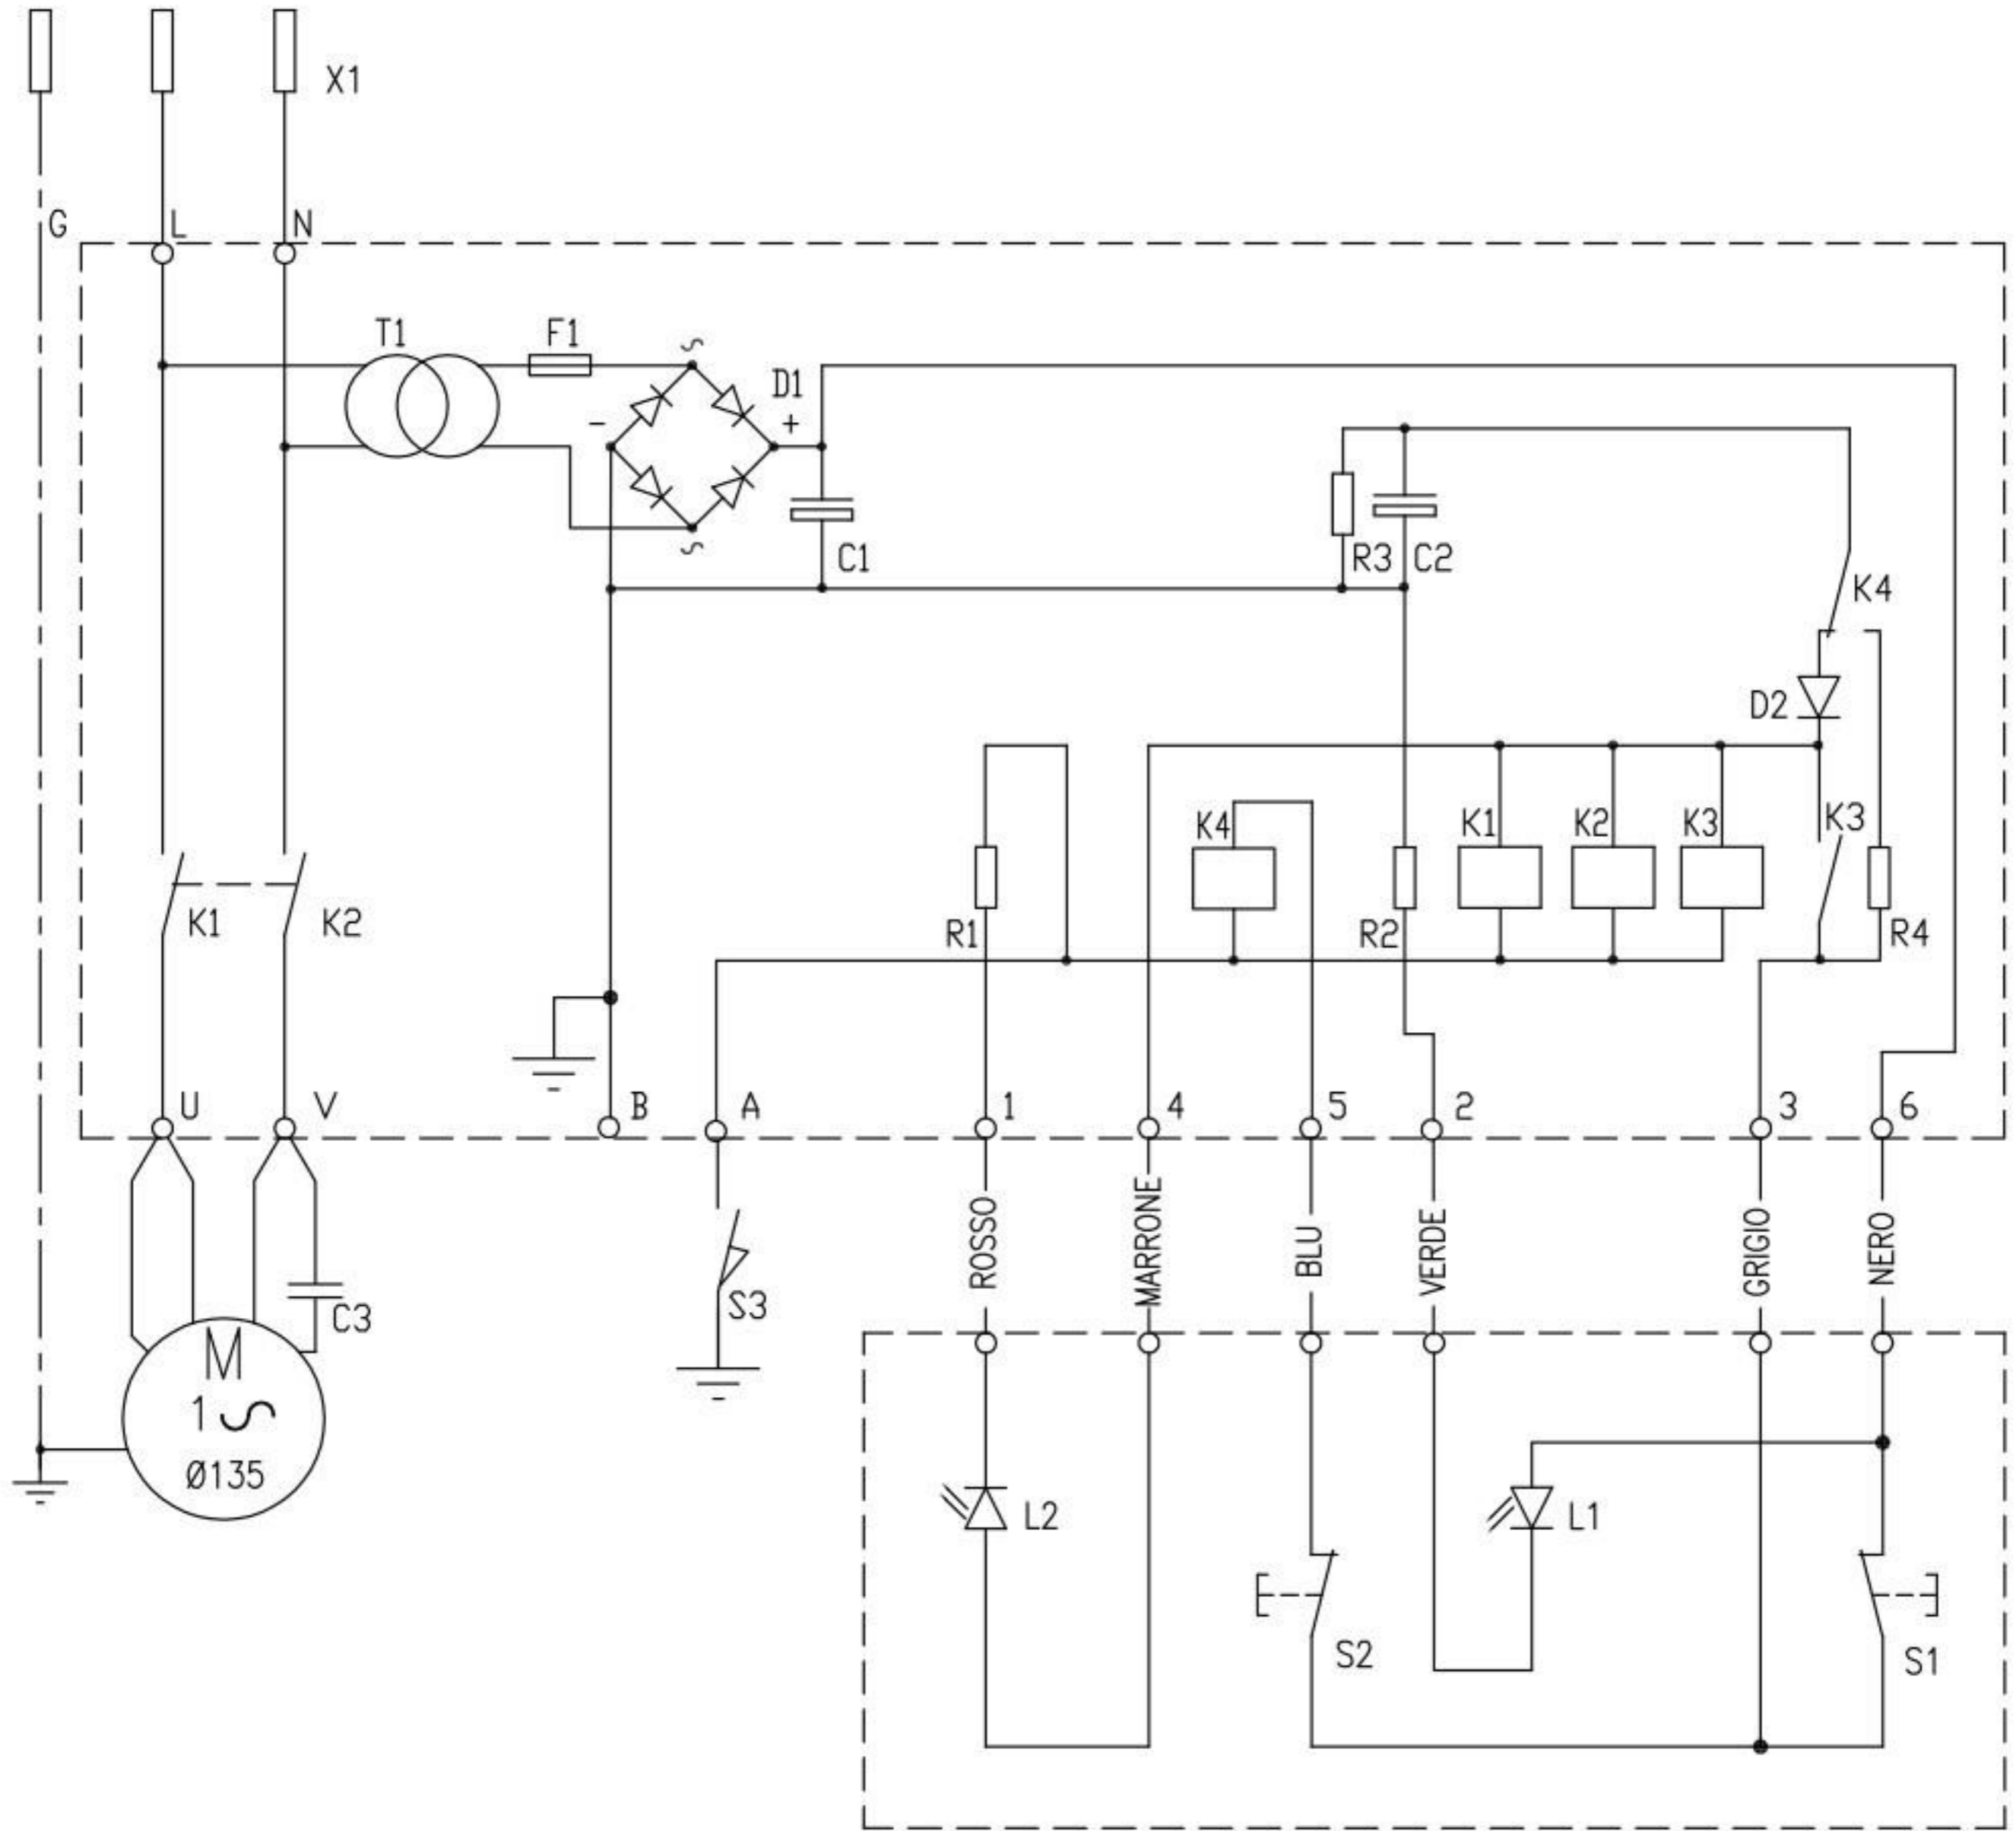 X1
G
L
N
T1
F1
D1
-
+
C1
R3
C2
K4
D2
K4
K1
K2
K3
K3
R1
R2
R4
K1
K2
U
V
B
A
1
4
5
2
3
6
ROSSO
MARRONE
BLU
VERDE
GRIGIO
NERO
S3
C3
M
1
Ø135
L2
L1
S2
S1